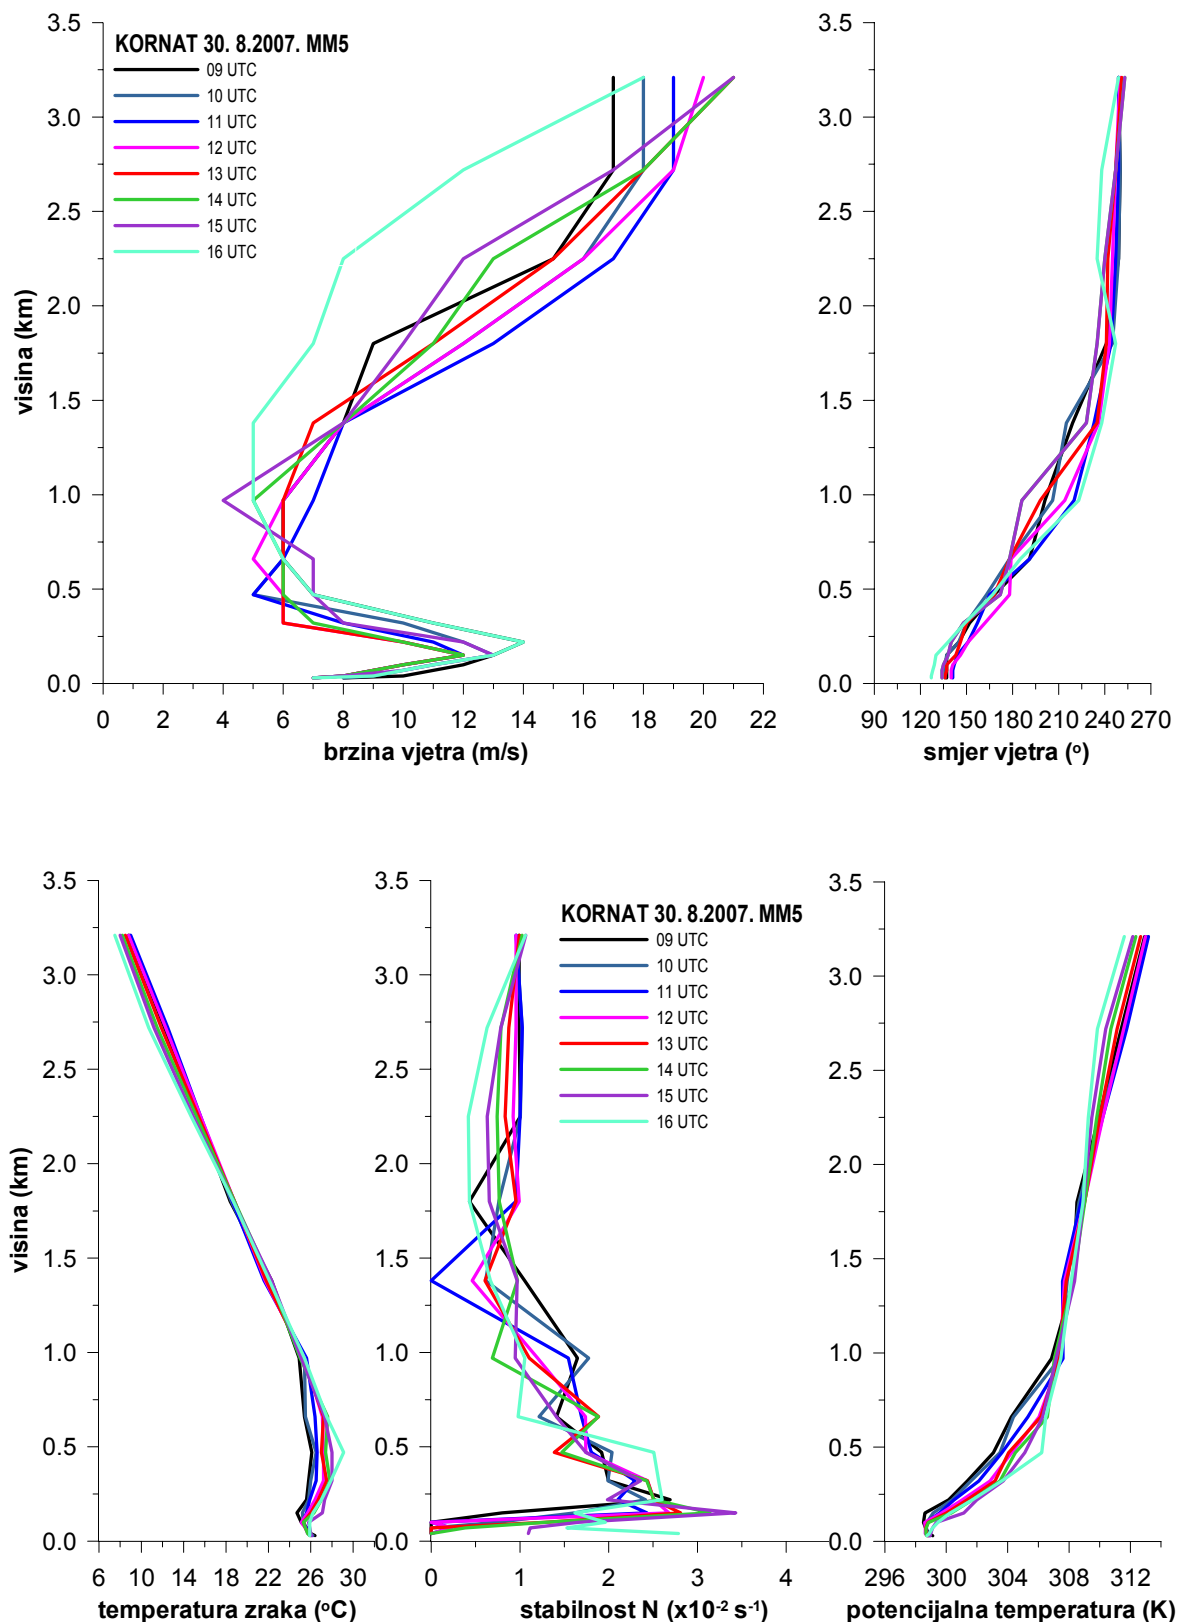 3.5
3.0
2.5
2.0
1.5
1.0
0.5
0.0
visina (km)
KORNAT 30. 8.2007. MM5
09 UTC
10 UTC
11 UTC
12 UTC
13 UTC
14 UTC
15 UTC
16 UTC
0 2 4 6 8 10 12 14 16 18 20 22
brzina vjetra (m/s)
3.5
3.0
2.5
2.0
1.5
1.0
0.5
0.0
90 120 150 180 210 240 270
smjer vjetra (º)
3.5
3.0
2.5
2.0
1.5
1.0
0.5
0.0
visina (km)
6 10 14 18 22 26 30
temperatura zraka (ºC)
3.5
3.0
2.5
2.0
1.5
1.0
0.5
0.0
KORNAT 30. 8.2007. MM5
09 UTC
10 UTC
11 UTC
12 UTC
13 UTC
14 UTC
15 UTC
16 UTC
0 1 2 3 4
stabilnost N (x10⁻² s⁻¹)
3.5
3.0
2.5
2.0
1.5
1.0
0.5
0.0
296 300 304 308 312
potencijalna temperatura (K)